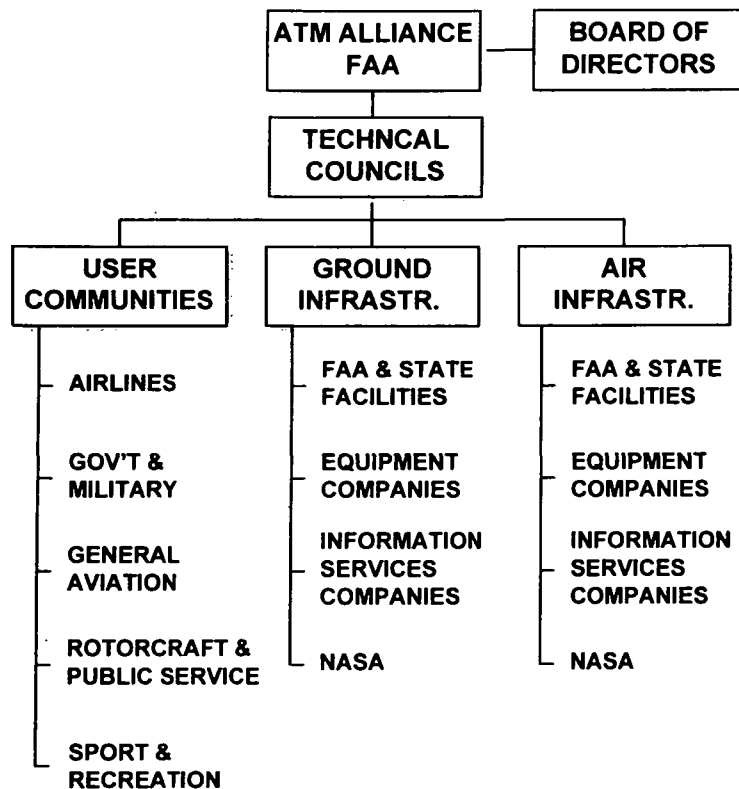 ATM ALLIANCE
FAA
BOARD OF
DIRECTORS
TECHNCAL
COUNCILS
USER
COMMUNITIES
GROUND
INFRASTR.
AIR
INFRASTR.
AIRLINES
GOV'T &
MILITARY
GENERAL
AVIATION
ROTORCRAFT &
PUBLIC SERVICE
SPORT &
RECREATION
FAA & STATE
FACILITIES
EQUIPMENT
COMPANIES
INFORMATION
SERVICES
COMPANIES
NASA
FAA & STATE
FACILITIES
EQUIPMENT
COMPANIES
INFORMATION
SERVICES
COMPANIES
NASA